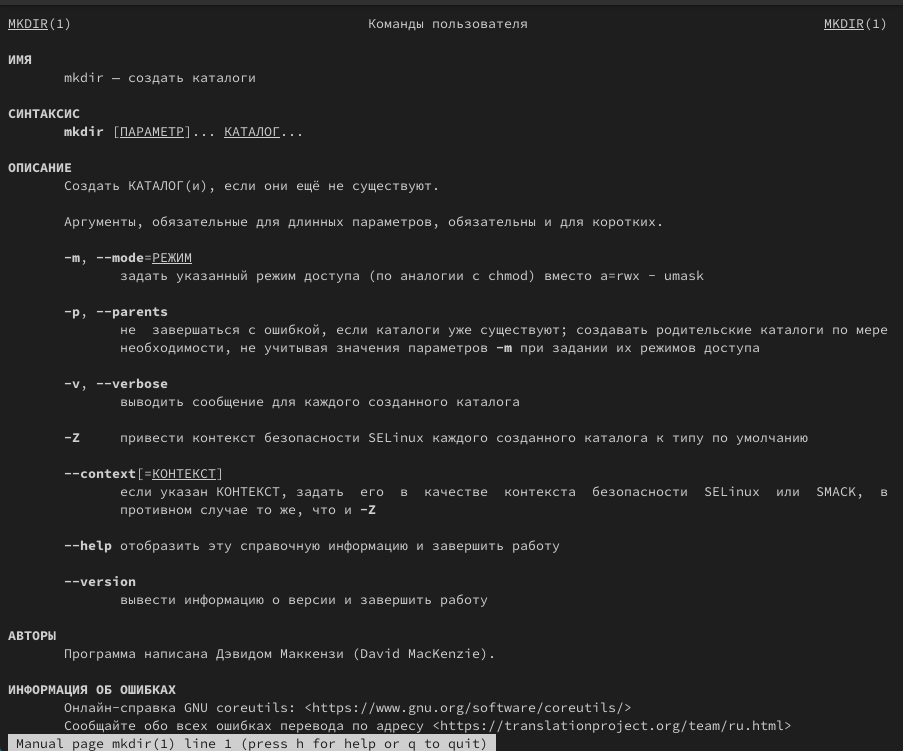 MKDIR(1) Команды пользователя MKDIR(1)
ИМЯ
mkdir — создать каталоги
СИНТАКСИС
mkdir [ПАРАМЕТР]... КАТАЛОГ...
ОПИСАНИЕ
Создать КАТАЛОГ(и), если они ещё не существуют.
Аргументы, обязательные для длинных параметров, обязательны и для коротких.
-m, --mode=РЕЖИМ
задать указанный режим доступа (по аналогии с chmod) вместо a=rwx - umask
-p, --parents
не завершаться с ошибкой, если каталоги уже существуют; создавать родительские каталоги по мере
необходимости, не учитывая значения параметров -m при задании их режимов доступа
-v, --verbose
выводить сообщение для каждого созданного каталога
-Z привести контекст безопасности SELinux каждого созданного каталога к типу по умолчанию
--context[=КОНТЕКСТ]
если указан КОНТЕКСТ, задать его в качестве контекста безопасности SELinux или SMACK, в
противном случае то же, что и -Z
--help отобразить эту справочную информацию и завершить работу
--version
вывести информацию о версии и завершить работу
АВТОРЫ
Программа написана Дэвидом Маккензи (David MacKenzie).
ИНФОРМАЦИЯ ОБ ОШИБКАХ
Онлайн-справка GNU coreutils: <https://www.gnu.org/software/coreutils/>
Сообщайте обо всех ошибках перевода по адресу <https://translationproject.org/team/ru.html>
Manual page mkdir(1) line 1 (press h for help or q to quit)